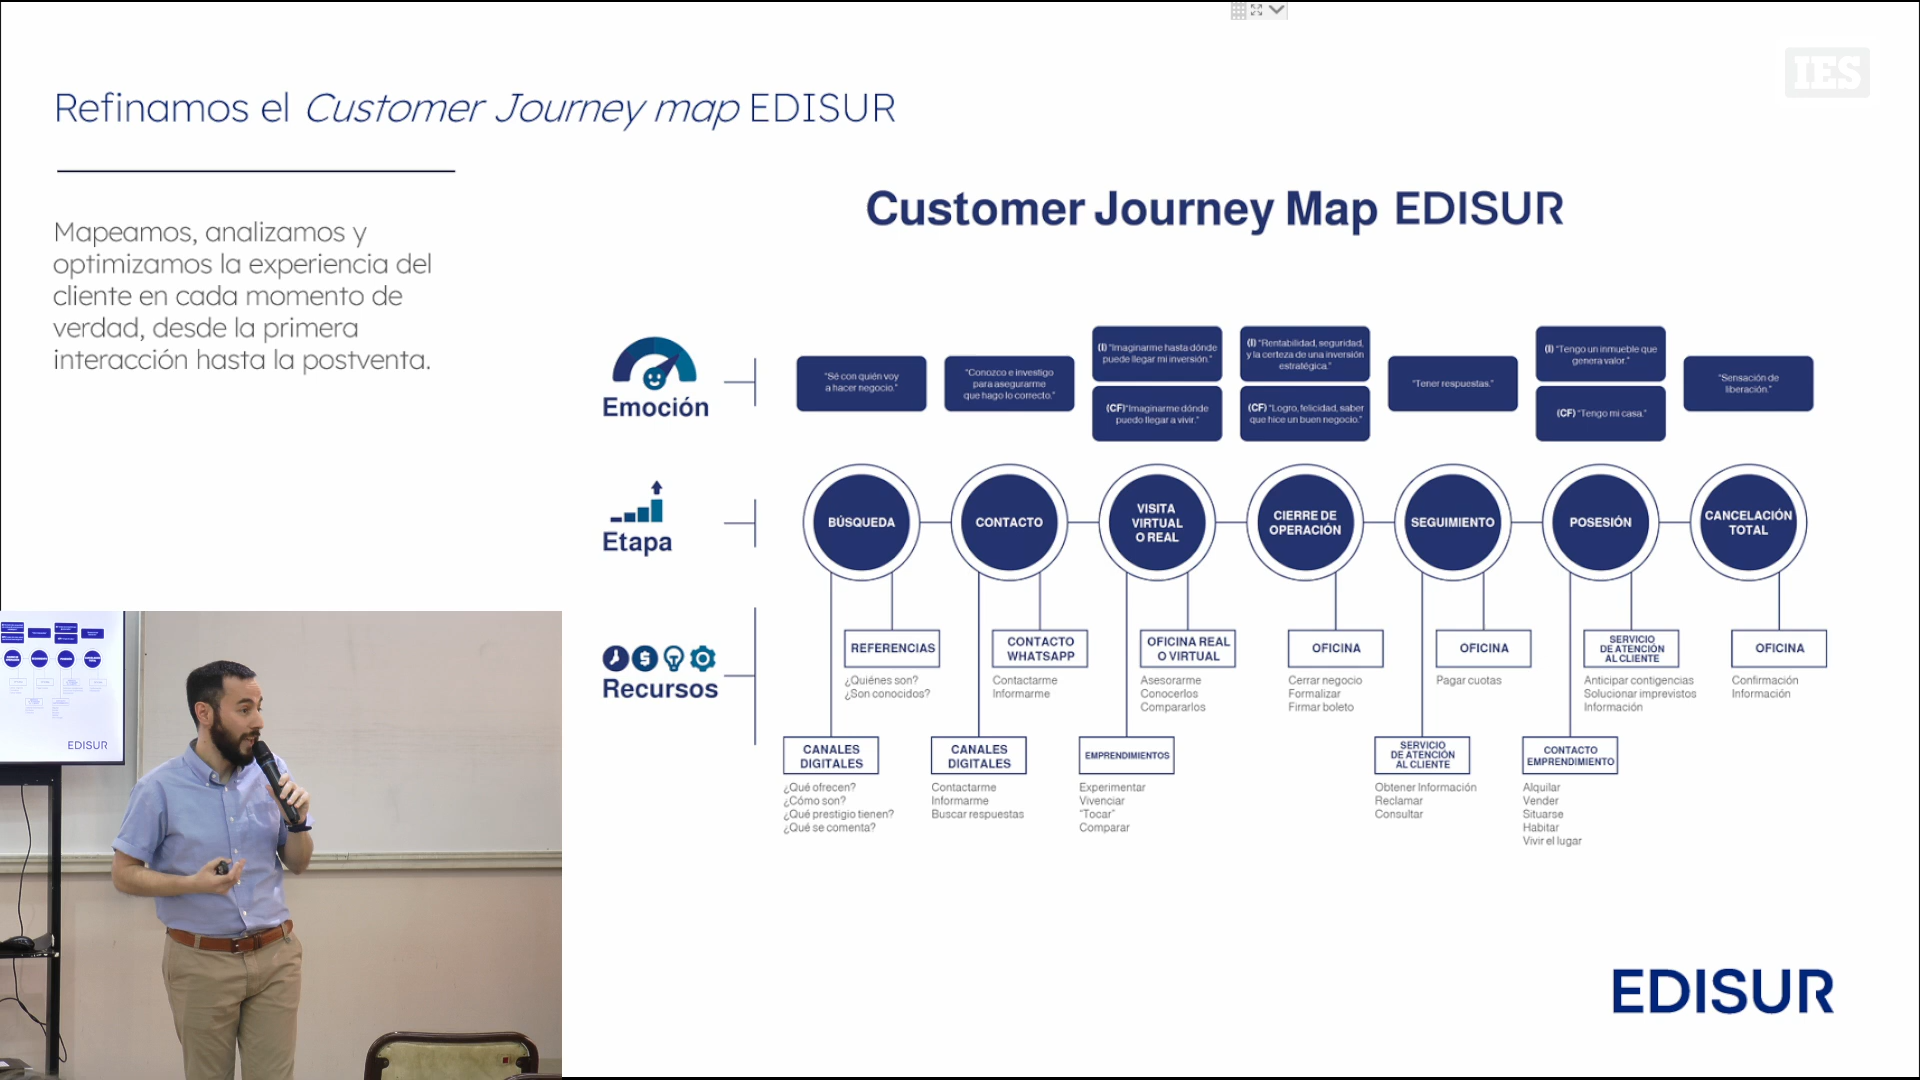 IES
Refinamos el Customer Journey map EDISUR
Mapeamos, analizamos y
optimizamos la experiencia del
cliente en cada momento de
verdad, desde la primera
interacción hasta la postventa.
Customer Journey Map EDISUR
Emoción
"Sé con quién voy
a hacer negocio."
"Conozco e investigo
para asegurarme
que hago lo correcto."
(I) "Imaginarme hasta dónde
puede llegar mi inversión."
(CF)"Imaginarme dónde
puedo llegar a vivir."
(I) "Rentabilidad, seguridad,
y la certeza de una inversión
estratégica."
(CF) "Logro, felicidad, saber
que hice un buen negocio."
"Tener respuestas."
(I) "Tengo un inmueble que
genera valor."
(CF) "Tengo mi casa."
"Sensación de
liberación."
Etapa
BÚSQUEDA
CONTACTO
VISITA
VIRTUAL
O REAL
CIERRE DE
OPERACIÓN
SEGUIMIENTO
POSESIÓN
CANCELACIÓN
TOTAL
Recursos
REFERENCIAS
¿Quiénes son?
¿Son conocidos?
CONTACTO
WHATSAPP
Contactarme
Informarme
OFICINA REAL
O VIRTUAL
Asesorarme
Conocerlos
Compararlos
OFICINA
Cerrar negocio
Formalizar
Firmar boleto
OFICINA
Pagar cuotas
SERVICIO
DE ATENCIÓN
AL CLIENTE
Anticipar contigencias
Solucionar imprevistos
Información
OFICINA
Confirmación
Información
CANALES
DIGITALES
¿Qué ofrecen?
¿Cómo son?
¿Qué prestigio tienen?
¿Qué se comenta?
CANALES
DIGITALES
Contactarme
Informarme
Buscar respuestas
EMPRENDIMIENTOS
Experimentar
Vivenciar
"Tocar"
Comparar
SERVICIO
DE ATENCIÓN
AL CLIENTE
Obtener Información
Reclamar
Consultar
CONTACTO
EMPRENDIMIENTO
Alquilar
Vender
Situarse
Habitar
Vivir el lugar
EDISUR
EDISUR